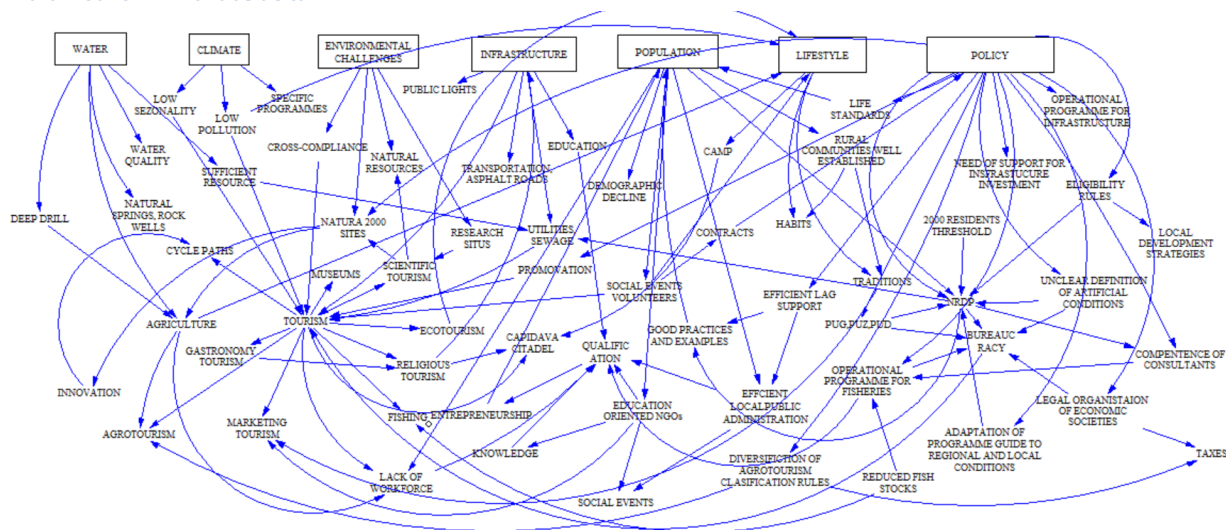 WATER
CLIMATE
ENVIRONMENTAL
CHALLENGES
INFRASTRUCTURE
POPULATION
LIFESTYLE
POLICY
PUBLIC LIGHTS
LOW
SEZONALITY
SPECIFIC
PROGRAMMES
LOW
POLLUTION
LIFE
STANDARDS
OPERATIONAL
PROGRAMME FOR
INFRASTRUCTURE
WATER
QUALITY
CROSS-COMPLIANCE
NATURAL
RESOURCES
EDUCATION
CAMP
RURAL
COMMUNITIES WELL
ESTABLISHED
SUFFICIENT
RESOURCE
TRANSPORTATION,
ASPHALT ROADS
DEMOGRAPHIC
DECLINE
NEED OF SUPPORT FOR
INSFRASTUCURE
INVESTMENT
ELIGIBILITY
RULES
DEEP DRILL
NATURAL
SPRINGS, ROCK
WELLS
NATURA 2000
SITES
RESEARCH
SITUS
UTILITIES,
SEWAGE
CONTRACTS
HABITS
2000 RESIDENTS
THRESHOLD
LOCAL
DEVELOPMENT
STRATEGIES
CYCLE PATHS
MUSEUMS
SCIENTIFIC
TOURISM
PROMOVATION
SOCIAL EVENTS
VOLUNTEERS
TRADITIONS
UNCLEAR DEFINITION
OF ARTIFICIAL
CONDITIONS
EFFICIENT LAG
SUPPORT
NRDP
AGRICULTURE
TOURISM
ECOTOURISM
CAPIDAVA
CITADEL
QUALIFIC
ATION
GOOD PRACTICES
AND EXAMPLES
PUG,PUZ,PUD
BUREAUC
RACY
GASTRONOMY
TOURISM
RELIGIOUS
TOURISM
OPERATIONAL
PROGRAMME FOR
FISHERIES
COMPENTENCE OF
CONSULTANTS
INNOVATION
FISHING
ENTREPRENEURSHIP
EDUCATION
ORIENTED NGOs
EFFCIENT
LOCALPUBLIC
ADMINISTRATION
LEGAL ORGANISTAION
OF ECONOMIC
SOCIETIES
AGROTOURISM
MARKETING
TOURISM
KNOWLEDGE
ADAPTATION OF
PROGRAMME GUIDE TO
REGIONAL AND LOCAL
CONDITIONS
TAXES
LACK OF
WORKFORCE
DIVERSIFICTION OF
AGROTOURISM
CLASIFICATION RULES
REDUCED FISH
STOCKS
SOCIAL EVENTS